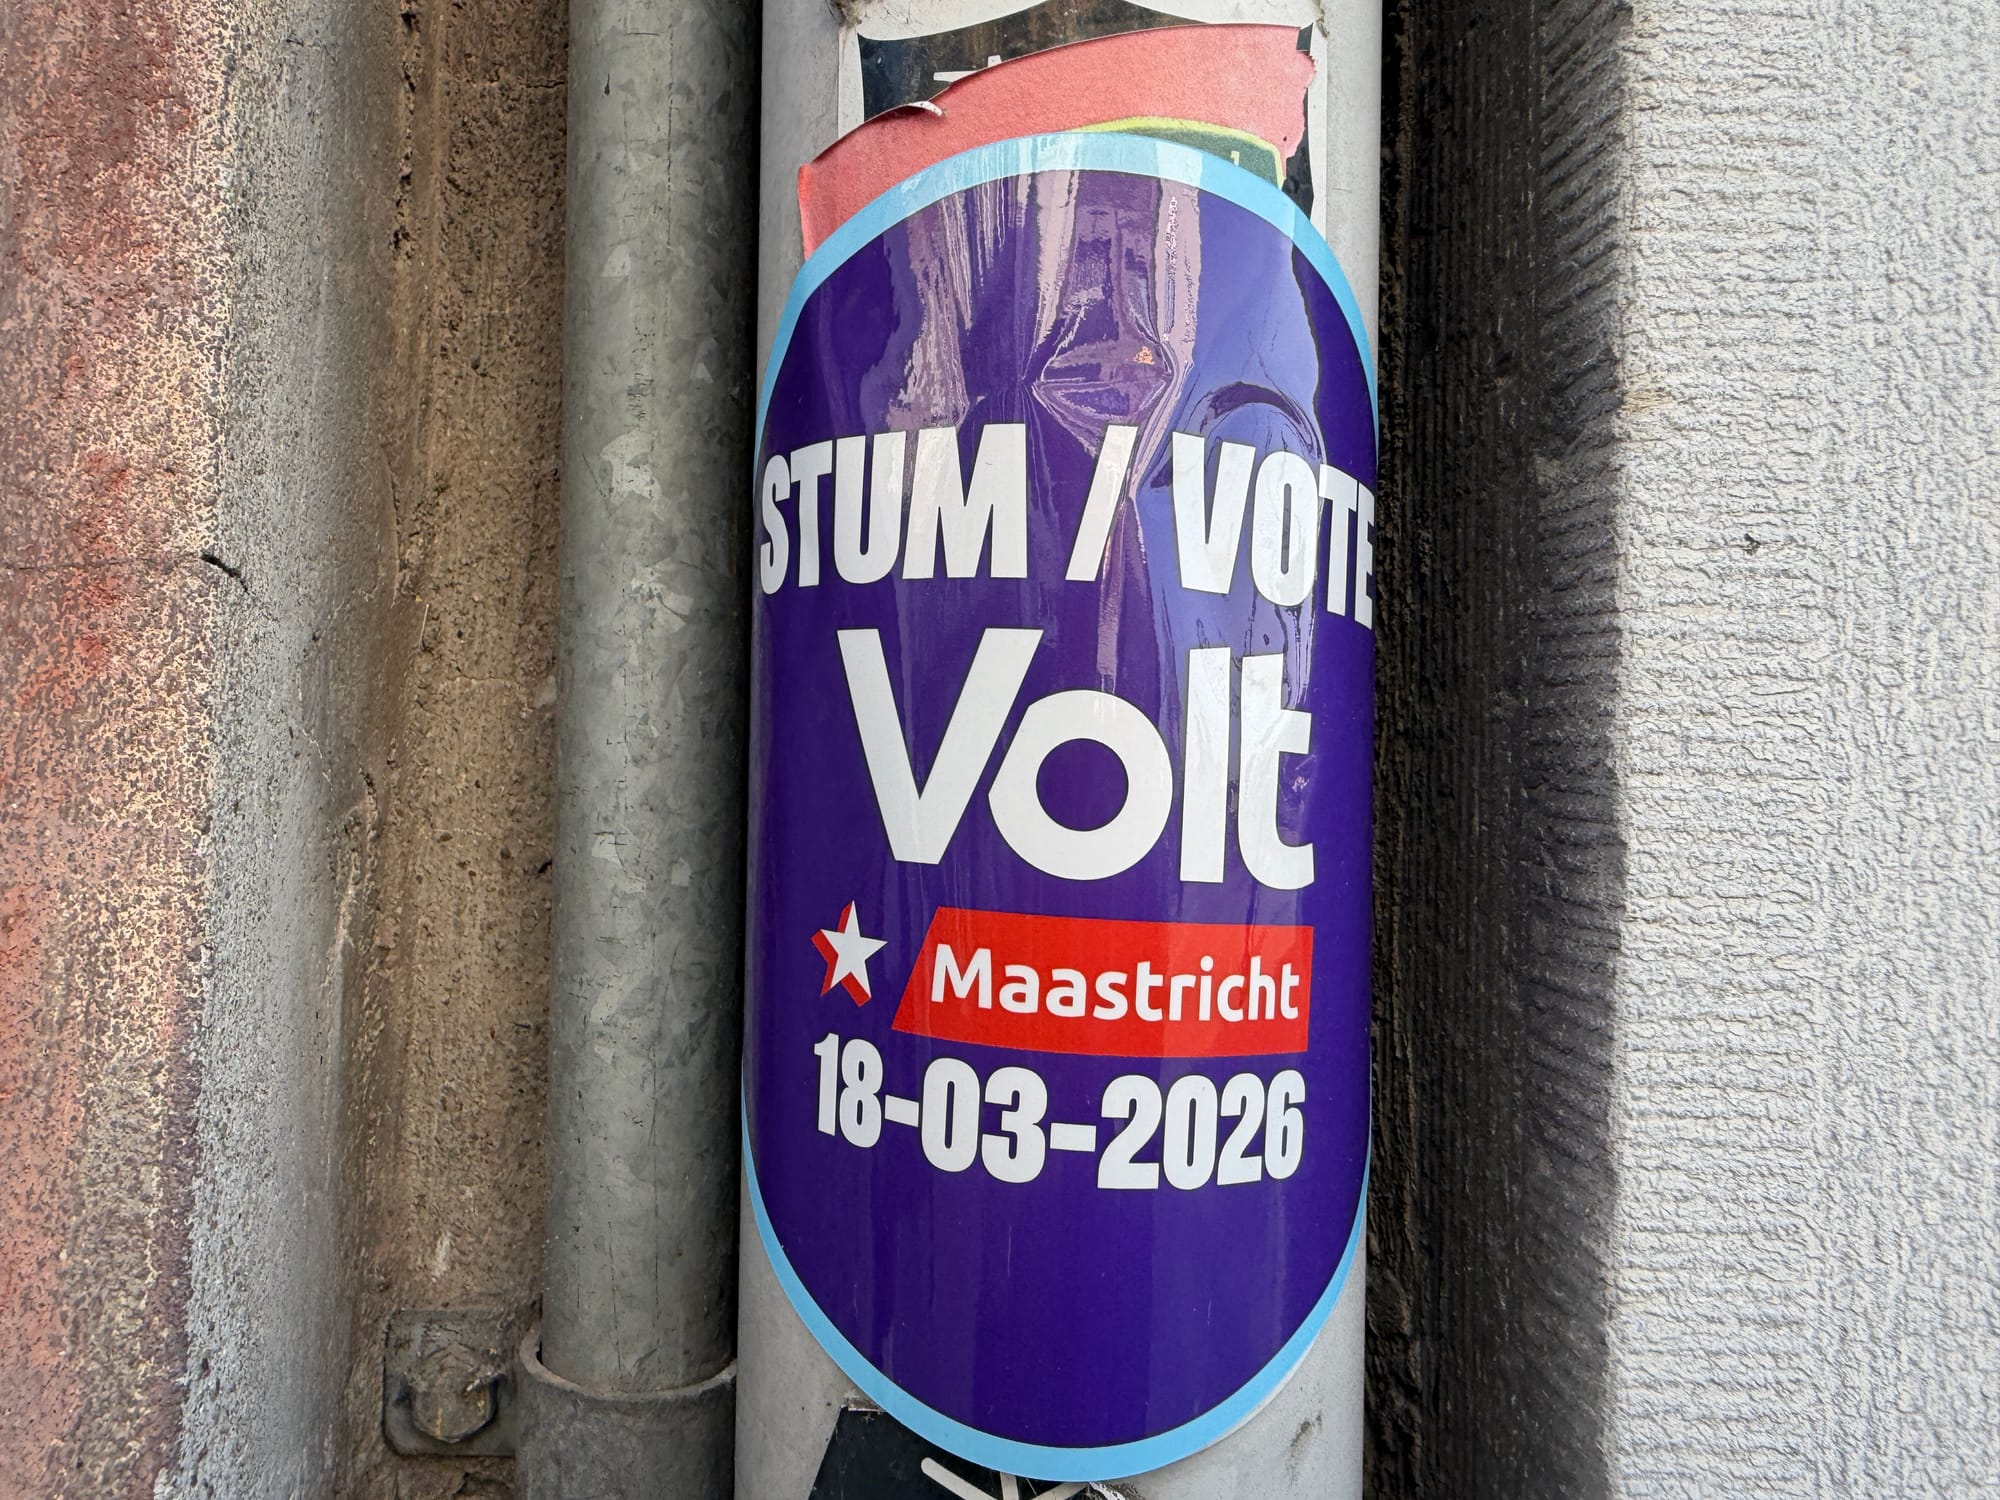 STUM / VOTE
Volt
Maastricht
18-03-2026